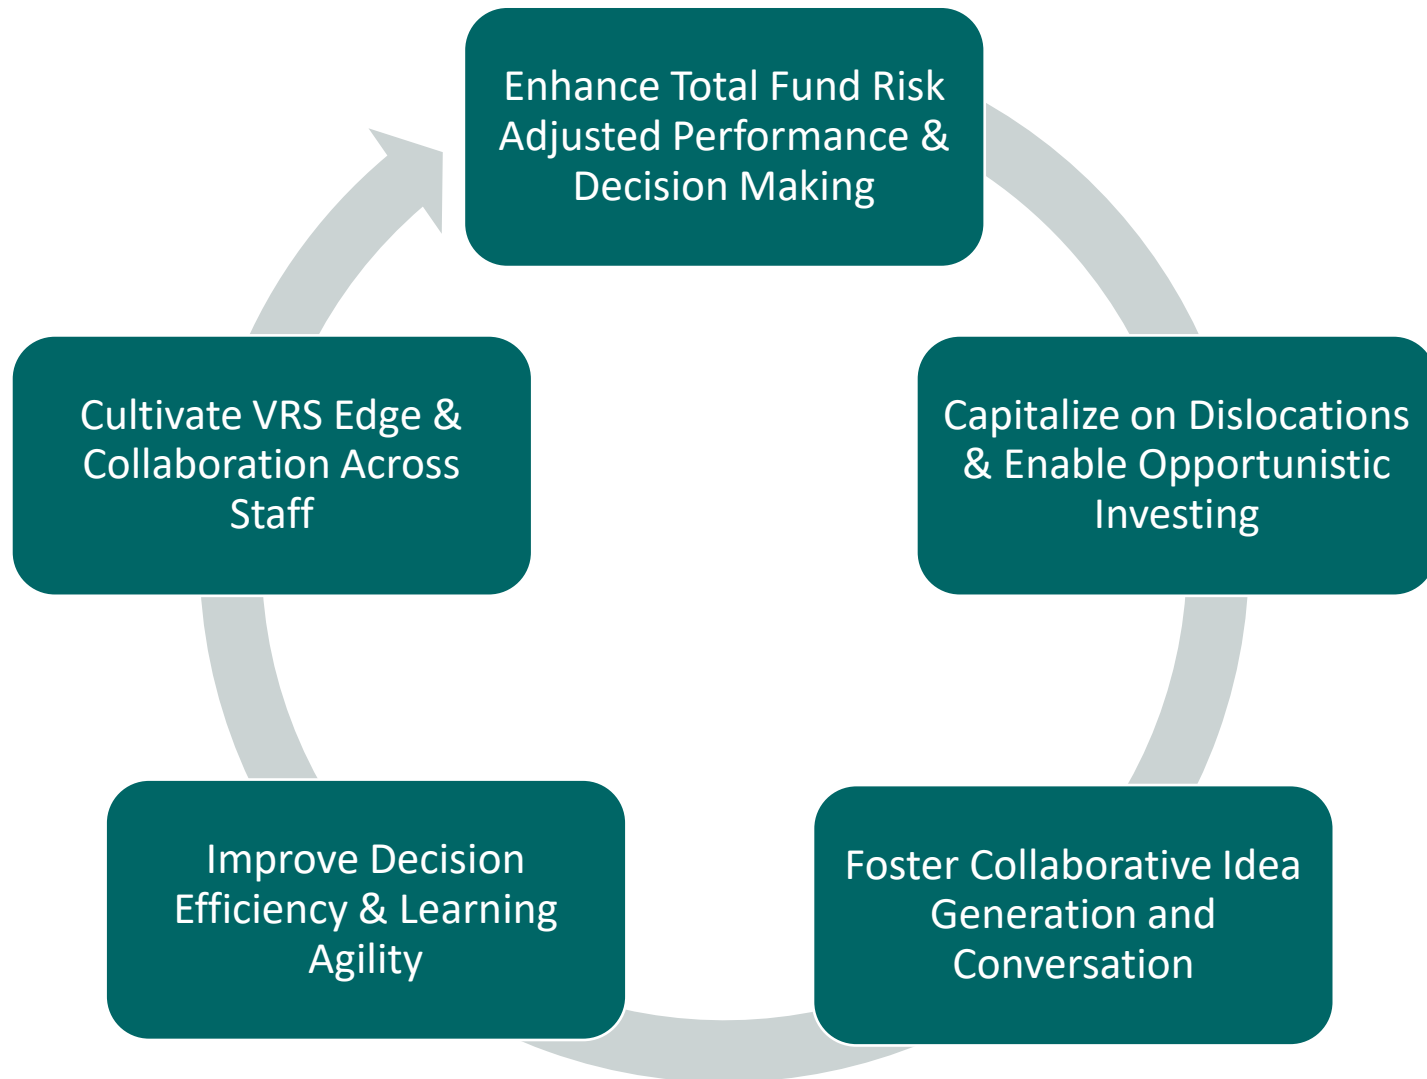 Enhance Total Fund Risk
Adjusted Performance &
Decision Making
Capitalize on Dislocations
& Enable Opportunistic
Investing
Foster Collaborative Idea
Generation and
Conversation
Improve Decision
Efficiency & Learning
Agility
Cultivate VRS Edge &
Collaboration Across
Staff